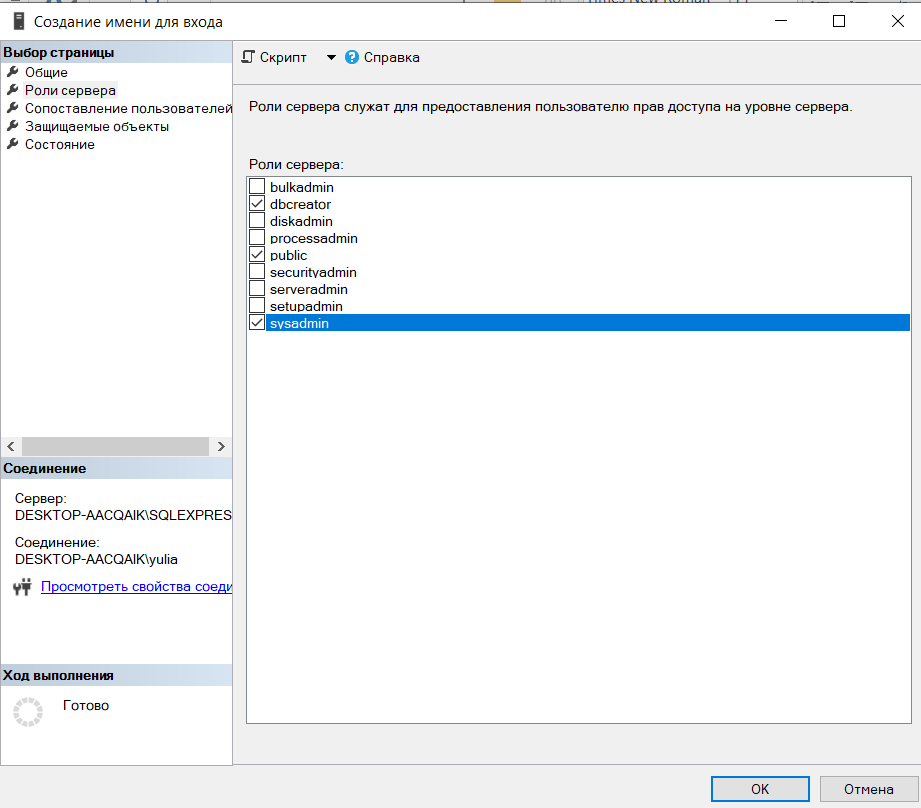 Создание имени для входа
Выбор страницы
Общие
Роли сервера
Сопоставление пользователей
Защищаемые объекты
Состояние
Соединение
Сервер:
DESKTOP-AACQAIK\SQLEXPRES
Соединение:
DESKTOP-AACQAIK\yulia
Просмотреть свойства соеди
Ход выполнения
Готово
Скрипт
Справка
Роли сервера служат для предоставления пользователю прав доступа на уровне сервера.
Роли сервера:
bulkadmin
dbcreator
diskadmin
processadmin
public
securityadmin
serveradmin
setupadmin
sysadmin
OK
Отмена